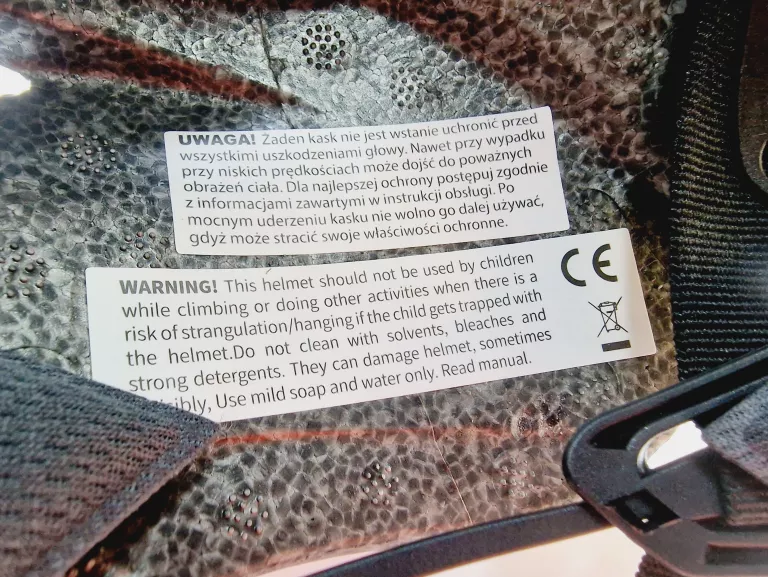 UWAGA! Żaden kask nie jest wstanie uchronić przed
wszystkimi uszkodzeniami głowy. Nawet przy wypadku
przy niskich prędkościach może dojść do poważnych
obrażeń ciała. Dla najlepszej ochrony postępuj zgodnie
z informacjami zawartymi w instrukcji obsługi. Po
mocnym uderzeniu kasku nie wolno go dalej używać,
gdyż może stracić swoje właściwości ochronne.
WARNING! This helmet should not be used by children
while climbing or doing other activities when there is a
risk of strangulation/hanging if the child gets trapped with
the helmet.Do not clean with solvents, bleaches and
strong detergents. They can damage helmet, sometimes
Use mild soap and water only. Read manual.
CE